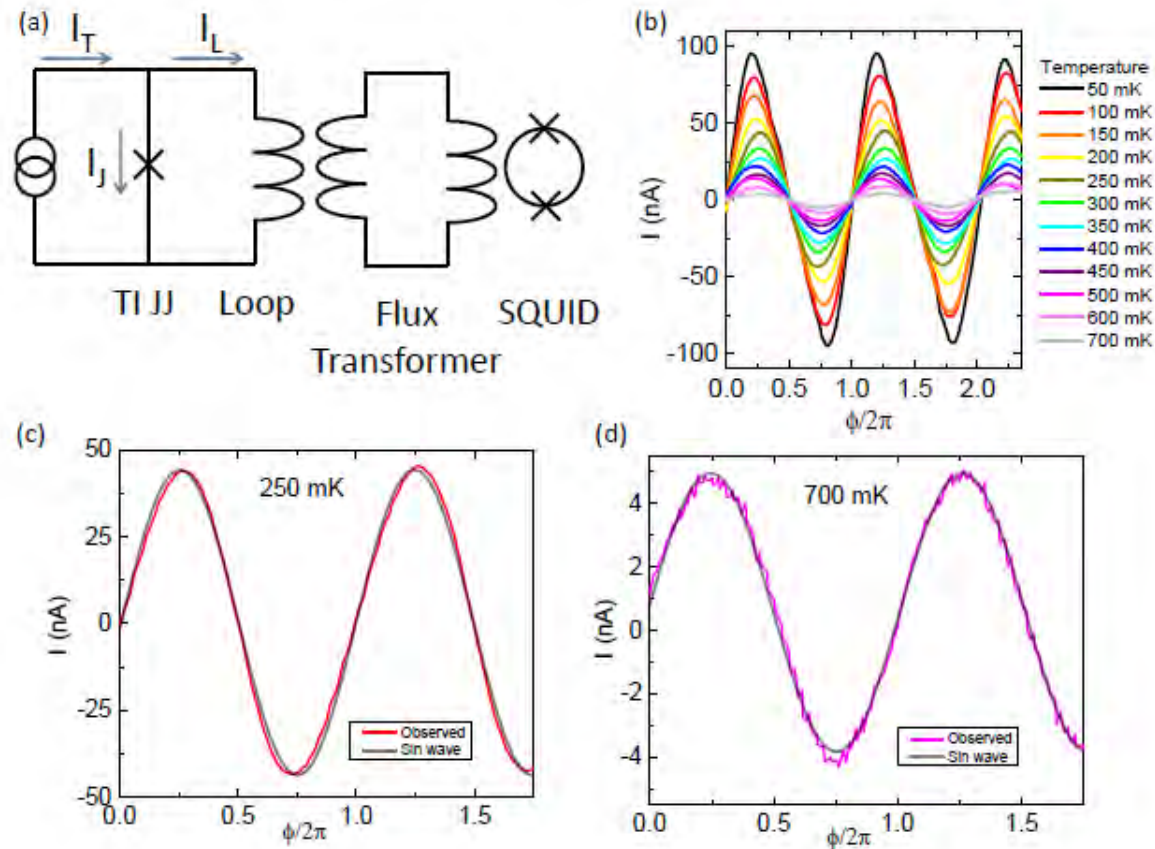 (a)
I_T
I_L
I_J
TI JJ
Loop
Flux
Transformer
SQUID
(b)
100
50
0
-50
-100
I (nA)
0.0 0.5 1.0 1.5 2.0
ϕ/2π
Temperature
50 mK
100 mK
150 mK
200 mK
250 mK
300 mK
350 mK
400 mK
450 mK
500 mK
600 mK
700 mK
(c)
50
25
0
-25
-50
I (nA)
250 mK
Observed
Sin wave
0.0 0.5 1.0 1.5
ϕ/2π
(d)
4
2
0
-2
-4
I (nA)
700 mK
Observed
Sin wave
0.0 0.5 1.0 1.5
ϕ/2π